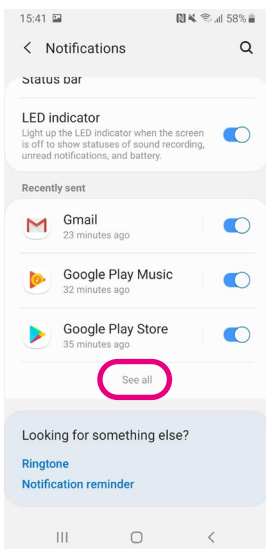 15:41 58%
Notifications
Status bar
LED indicator
Light up the LED indicator when the screen
is off to show statuses of sound recording,
unread notifications, and battery.
Recently sent
Gmail
23 minutes ago
Google Play Music
32 minutes ago
Google Play Store
35 minutes ago
See all
Looking for something else?
Ringtone
Notification reminder